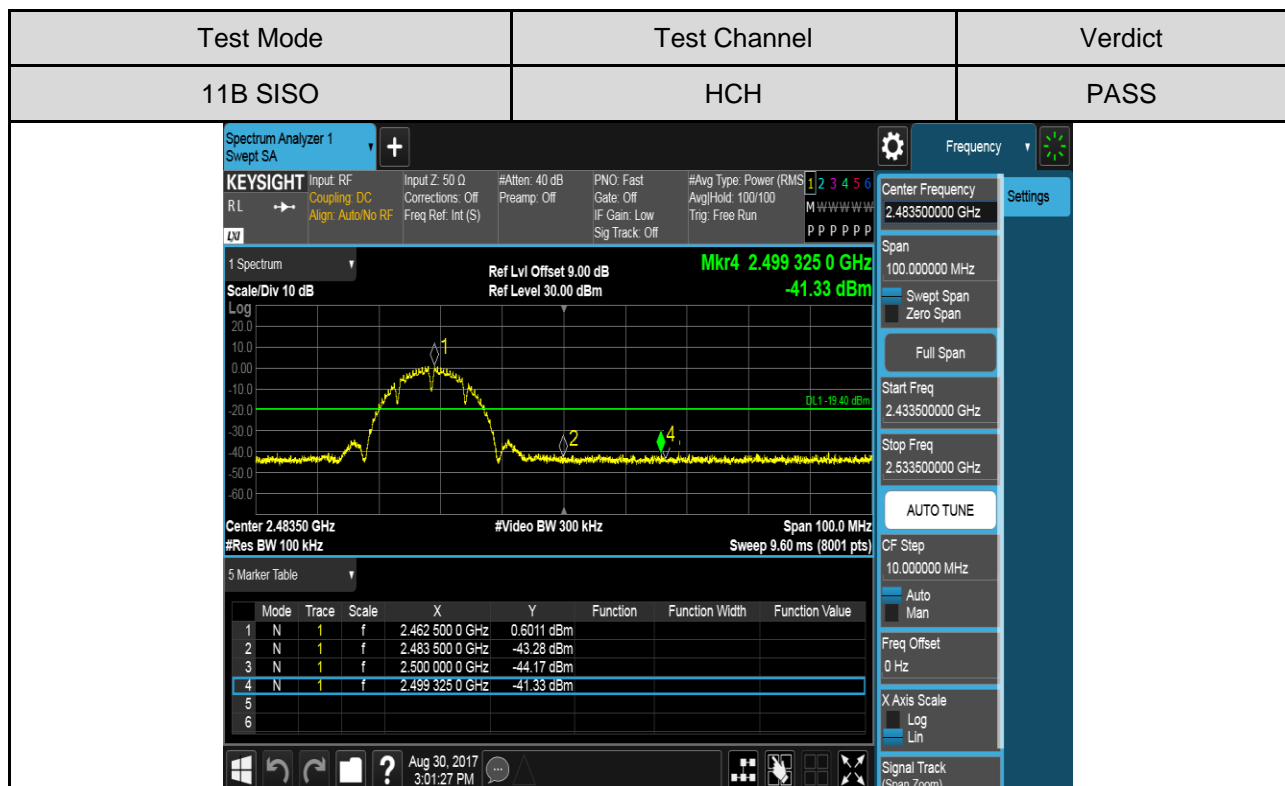 Test Mode Test Channel Verdict
11B SISO HCH PASS
Spectrum Analyzer 1
Swept SA
+
Frequency
KEYSIGHT Input: RF Input Z: 50 Ω #Atten: 40 dB PNO: Fast #Avg Type: Power (RMS 1 2 3 4 5 6
RL Coupling: DC Corrections: Off Preamp: Off Gate: Off Avg|Hold: 100/100 M W W W W W
Align: Auto/No RF Freq Ref: Int (S) IF Gain: Low Trig: Free Run
LXI Sig Track: Off P P P P P P
1 Spectrum
Ref Lvl Offset 9.00 dB Mkr4 2.499 325 0 GHz
Scale/Div 10 dB Ref Level 30.00 dBm -41.33 dBm
Log
20.0
10.0
0.00
-10.0
-20.0
-30.0
-40.0
-50.0
-60.0
1
DL1 -19.40 dBm
2
4
Center 2.48350 GHz #Video BW 300 kHz Span 100.0 MHz
#Res BW 100 kHz Sweep 9.60 ms (8001 pts)
5 Marker Table
Mode Trace Scale X Y Function Function Width Function Value
1 N 1 f 2.462 500 0 GHz 0.6011 dBm
2 N 1 f 2.483 500 0 GHz -43.28 dBm
3 N 1 f 2.500 000 0 GHz -44.17 dBm
4 N 1 f 2.499 325 0 GHz -41.33 dBm
5
6
? Aug 30, 2017
3:01:27 PM
Center Frequency
2.483500000 GHz
Settings
Span
100.000000 MHz
Swept Span
Zero Span
Full Span
Start Freq
2.433500000 GHz
Stop Freq
2.533500000 GHz
AUTO TUNE
CF Step
10.000000 MHz
Auto
Man
Freq Offset
0 Hz
X Axis Scale
Log
Lin
Signal Track
(Span Zoom)